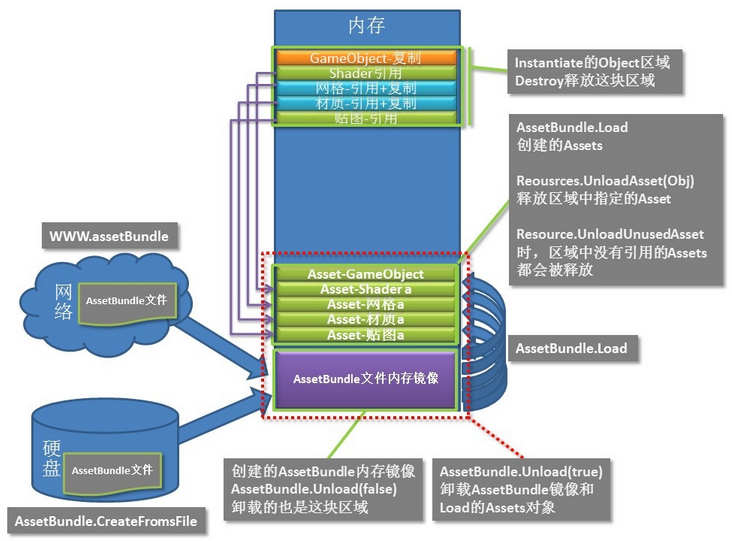 内存
GameObject-复制
Shader引用
网格-引用+复制
材质-引用+复制
贴图-引用
Instantiate的Object区域
Destroy释放这块区域
AssetBundle.Load
创建的Assets
Reousrces.UnloadAsset(Obj)
释放区域中指定的Asset
Resource.UnloadUnusedAsset
时，区域中没有引用的Assets
都会被释放
WWW.assetBundle
网络
AssetBundle文件
Asset-GameObject
Asset-Shader a
Asset-网格a
Asset-材质a
Asset-贴图a
AssetBundle.Load
AssetBundle文件内存镜像
硬盘
AssetBundle文件
AssetBundle.CreateFromsFile
创建的AssetBundle内存镜像
AssetBundle.Unload(false)
卸载的也是这块区域
AssetBundle.Unload(true)
卸载AssetBundle镜像和
Load的Assets对象